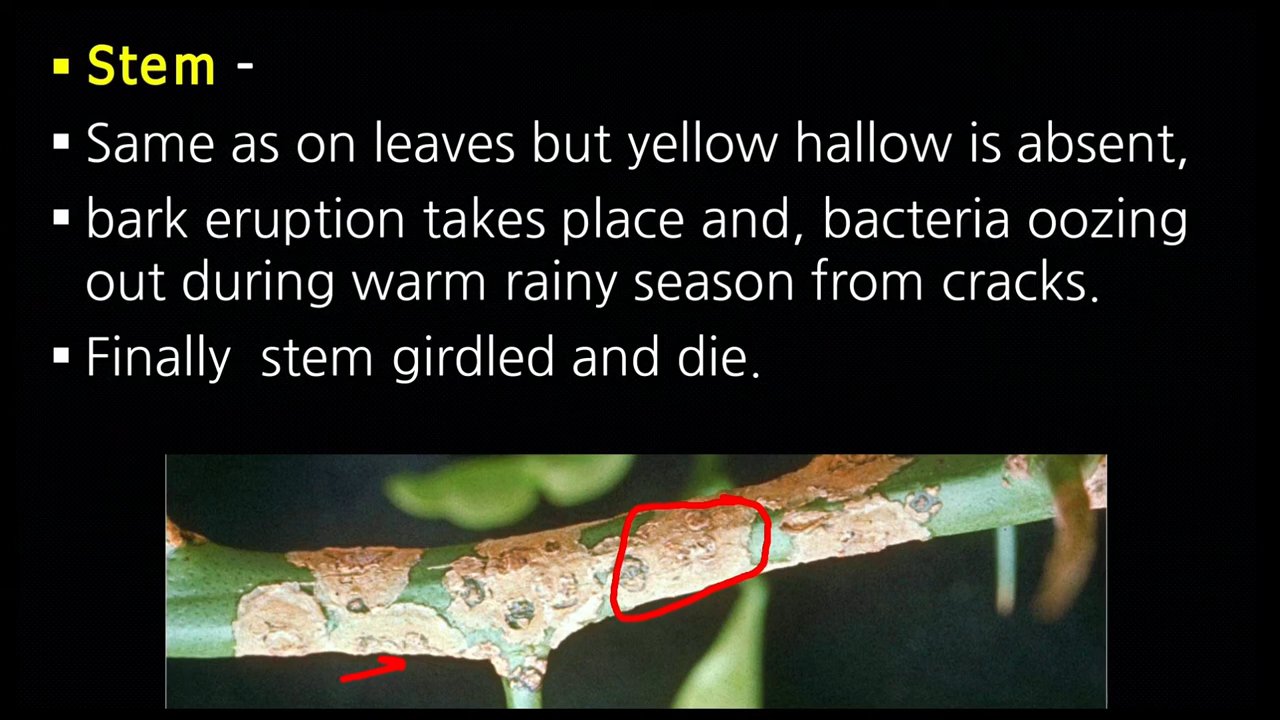 ▪ Stem -
▪ Same as on leaves but yellow hallow is absent,
▪ bark eruption takes place and, bacteria oozing
out during warm rainy season from cracks.
▪ Finally stem girdled and die.